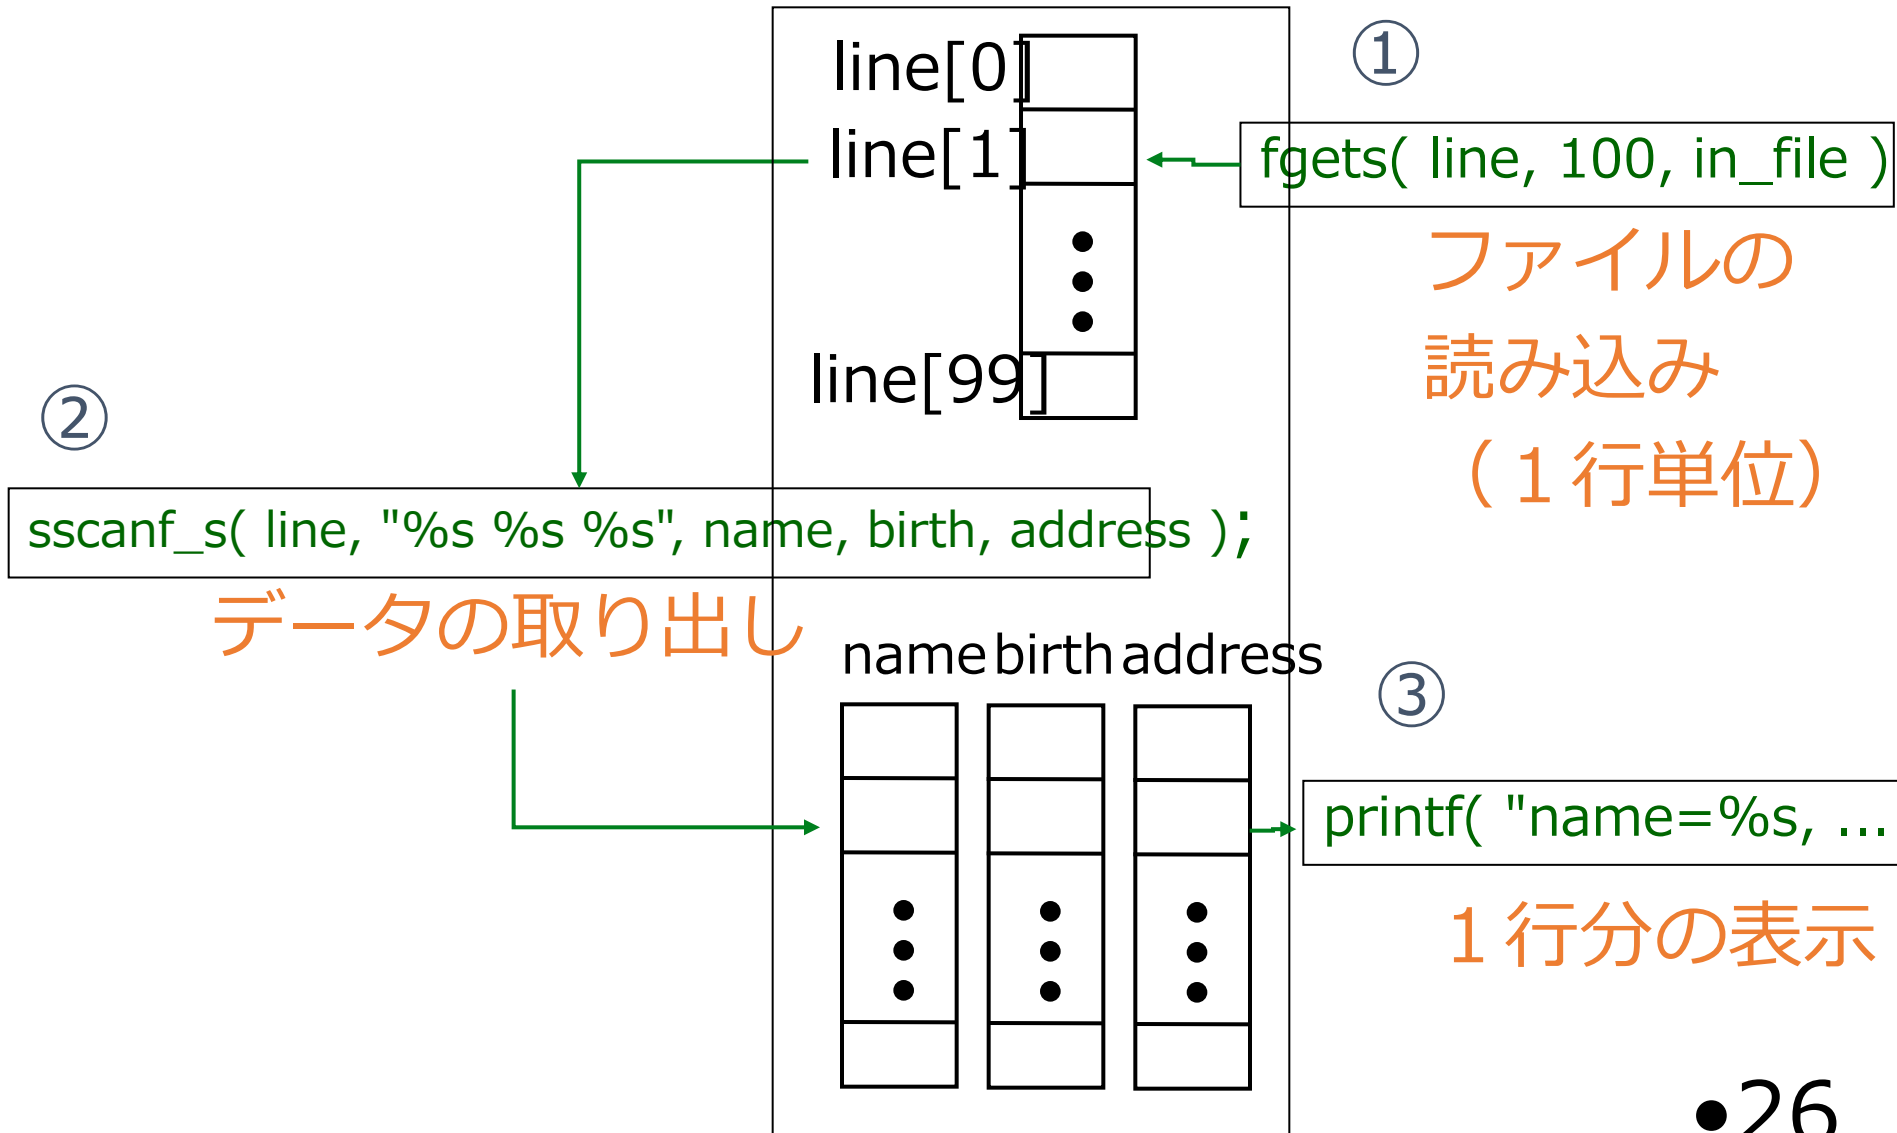 line[0]
①
line[1]
fgets( line, 100, in_file )
ファイルの
読み込み
（１行単位）
line[99]
②
sscanf_s( line, "%s %s %s", name, birth, address );
データの取り出し
name birth address
③
printf( "name=%s, ...
１行分の表示
•26